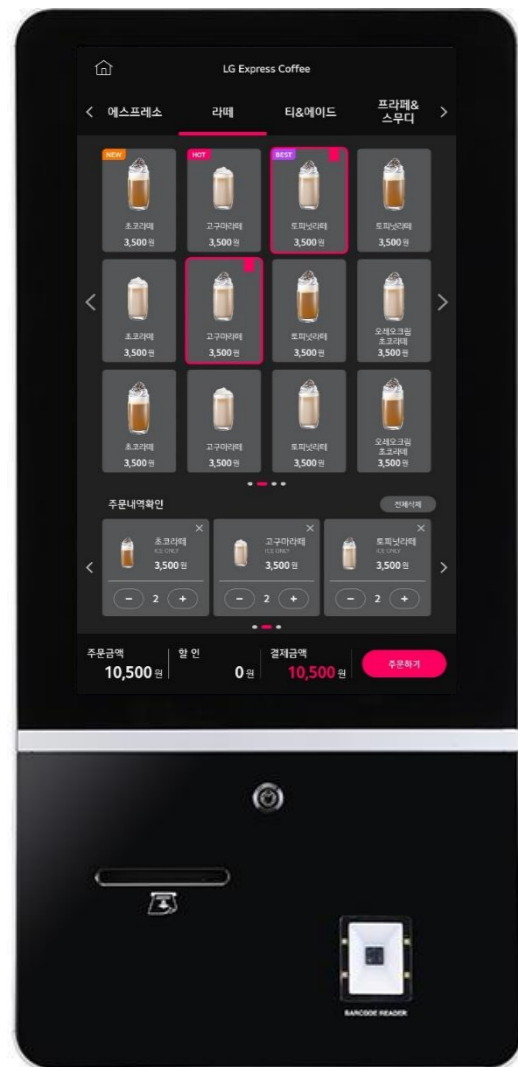 LG Express Coffee
에스프레소
라떼
티&에이드
프라페&
스무디
NEW
초코라떼
3,500원
HOT
고구마라떼
3,500원
BEST
토피넛라떼
3,500원
토피넛라떼
3,500원
초코라떼
3,500원
고구마라떼
3,500원
토피넛라떼
3,500원
오레오크림
초코라떼
3,500원
초코라떼
3,500원
고구마라떼
3,500원
토피넛라떼
3,500원
오레오크림
초코라떼
3,500원
주문내역확인
전체삭제
초코라떼
ICE ONLY
3,500원
2
고구마라떼
ICE ONLY
3,500원
2
토피넛라떼
ICE ONLY
3,500원
2
주문금액
10,500원
할 인
0원
결제금액
10,500원
주문하기
BARCODE READER